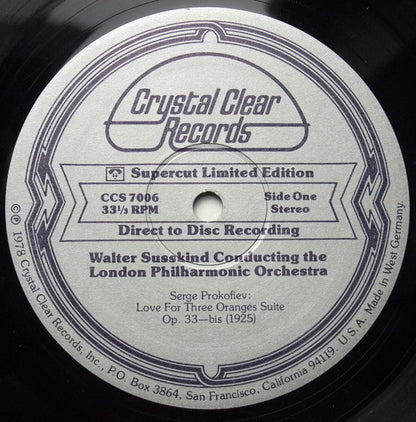 Crystal Clear
Records
Supercut Limited Edition
CCS 7006
33⅓ RPM
Side One
Stereo
Direct to Disc Recording
Walter Susskind Conducting the
London Philharmonic Orchestra
Serge Prokofiev:
Love For Three Oranges Suite
Op. 33—bis (1925)
©℗ 1978 Crystal Clear Records, Inc., P.O. Box 3864, San Francisco, California 94119. U.S.A. Made in West Germany.